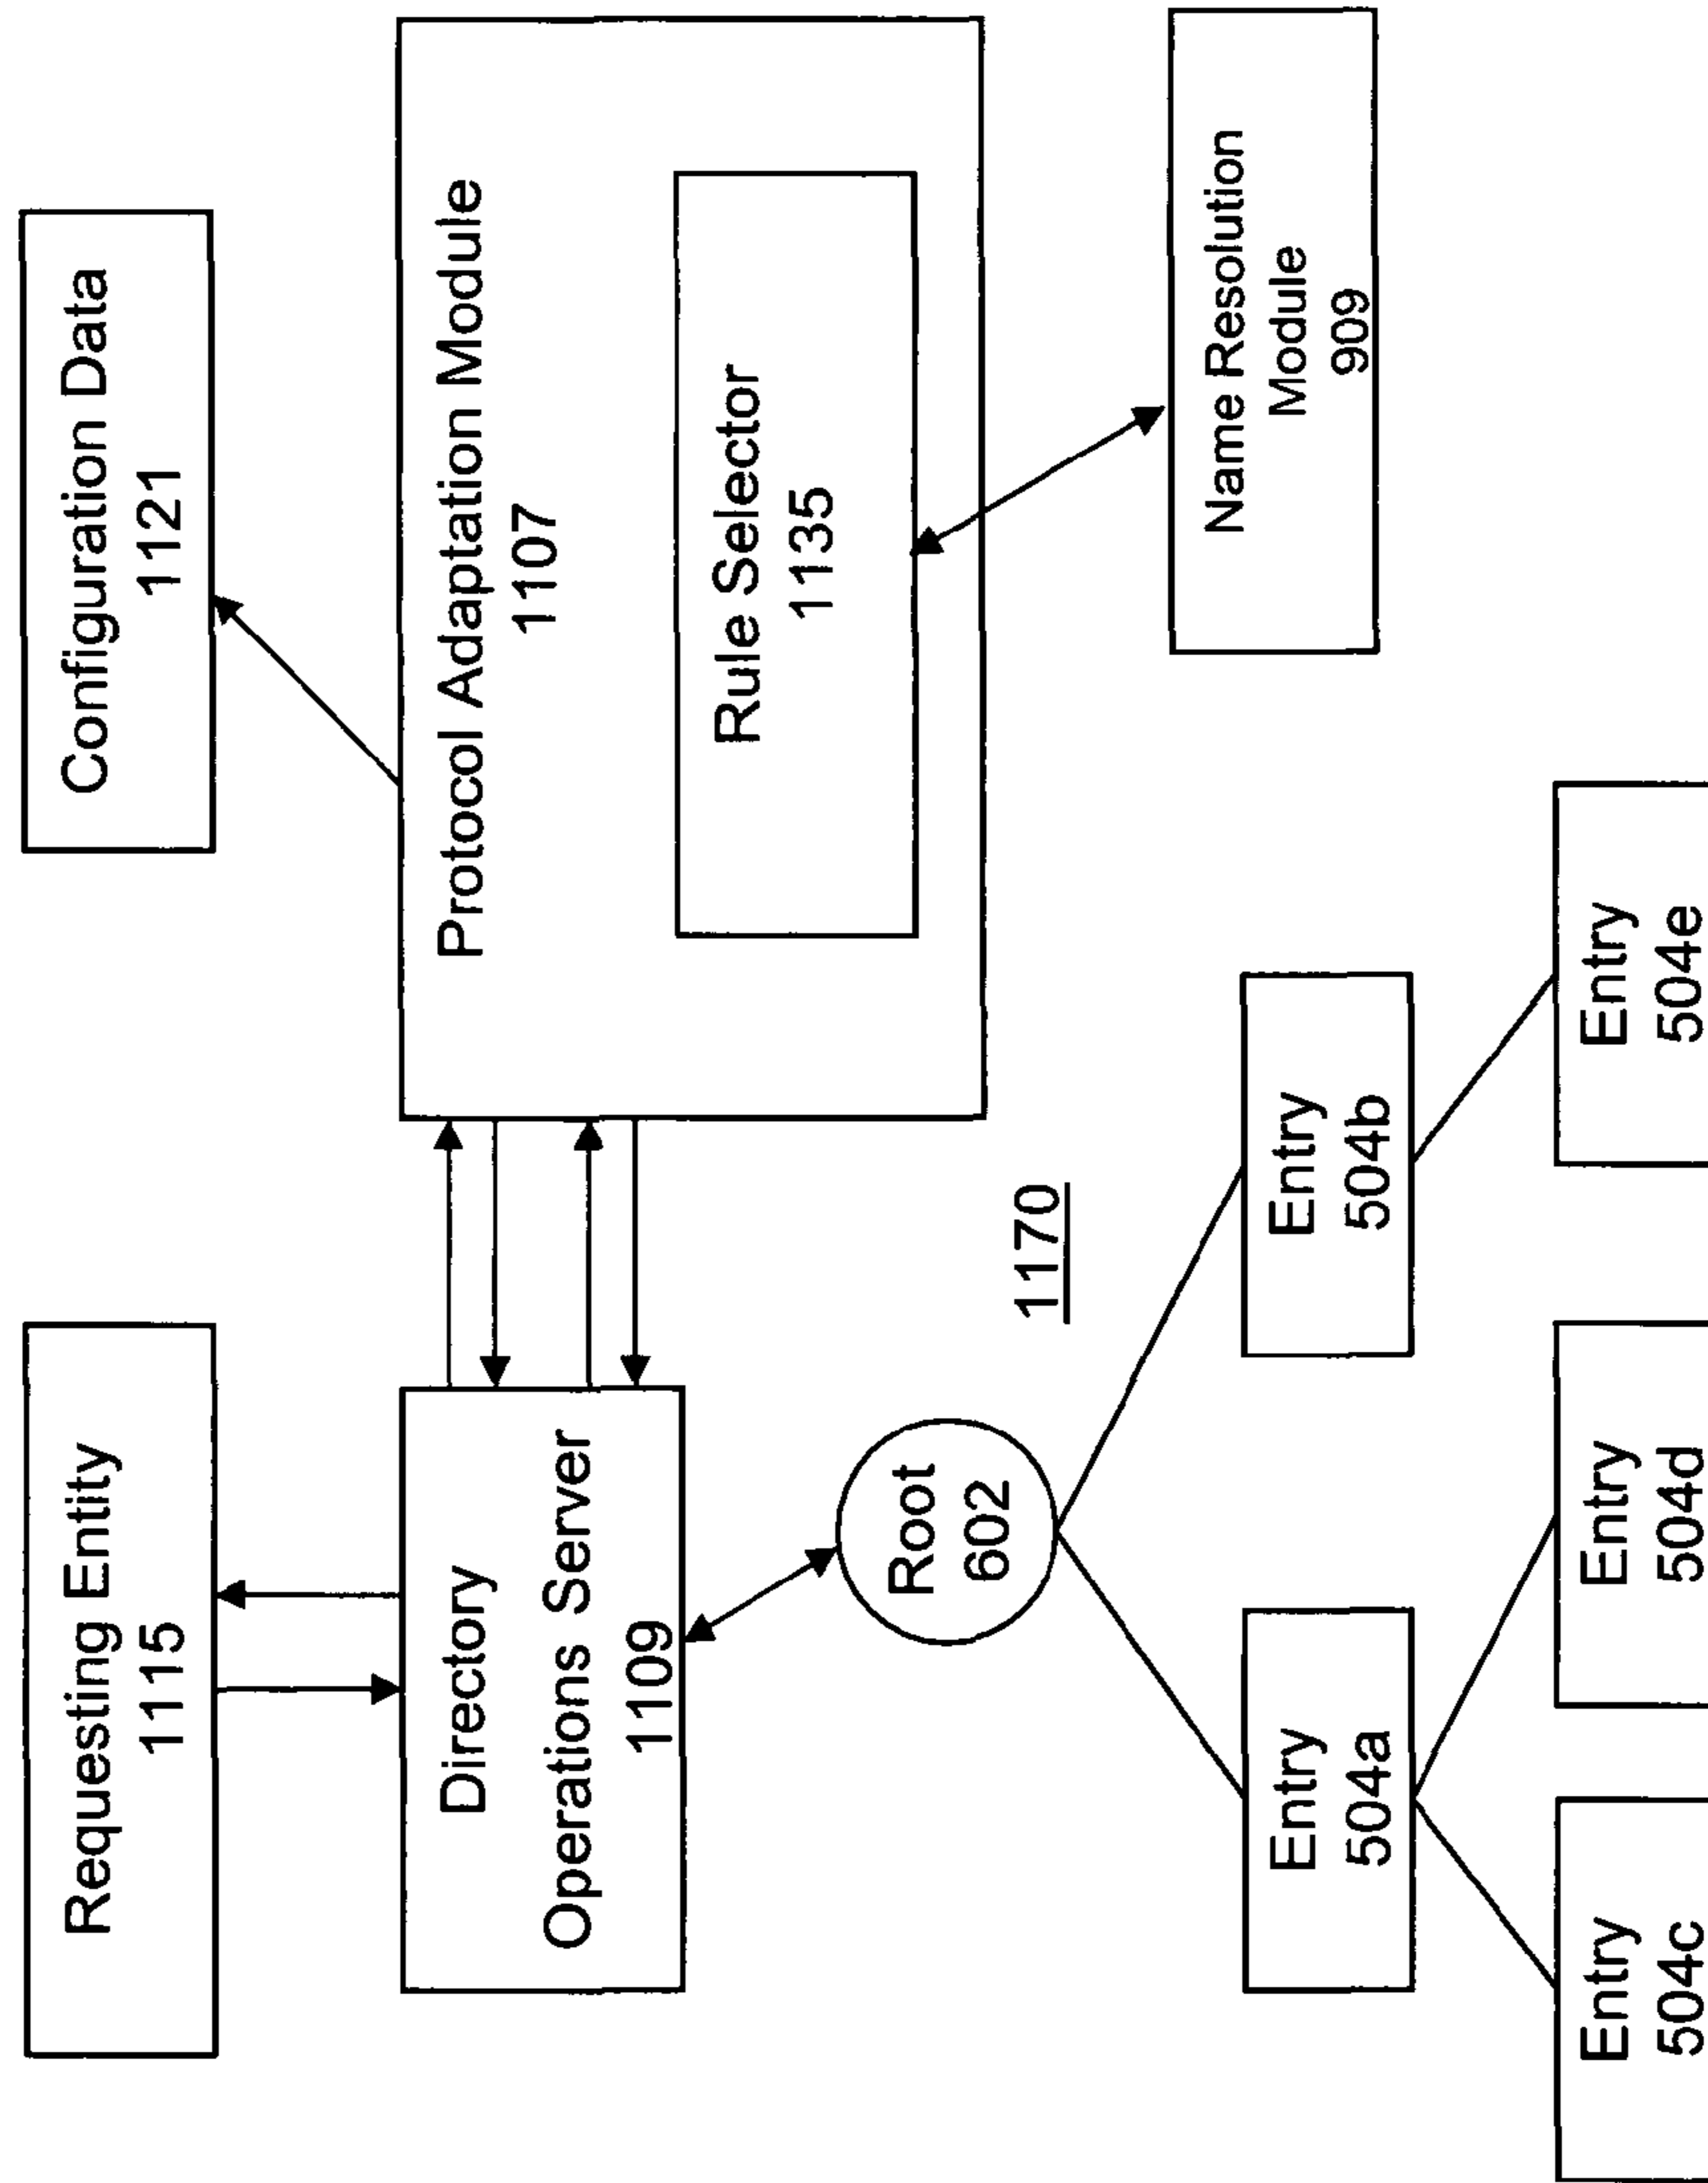 Requesting Entity
1115
Configuration Data
1121
Directory
Operations Server
1109
Protocol Adaptation Module
1107
Rule Selector
1135
Root
602
1170
Name Resolution
Module
909
Entry
504a
Entry
504b
Entry
504c
Entry
504d
Entry
504e